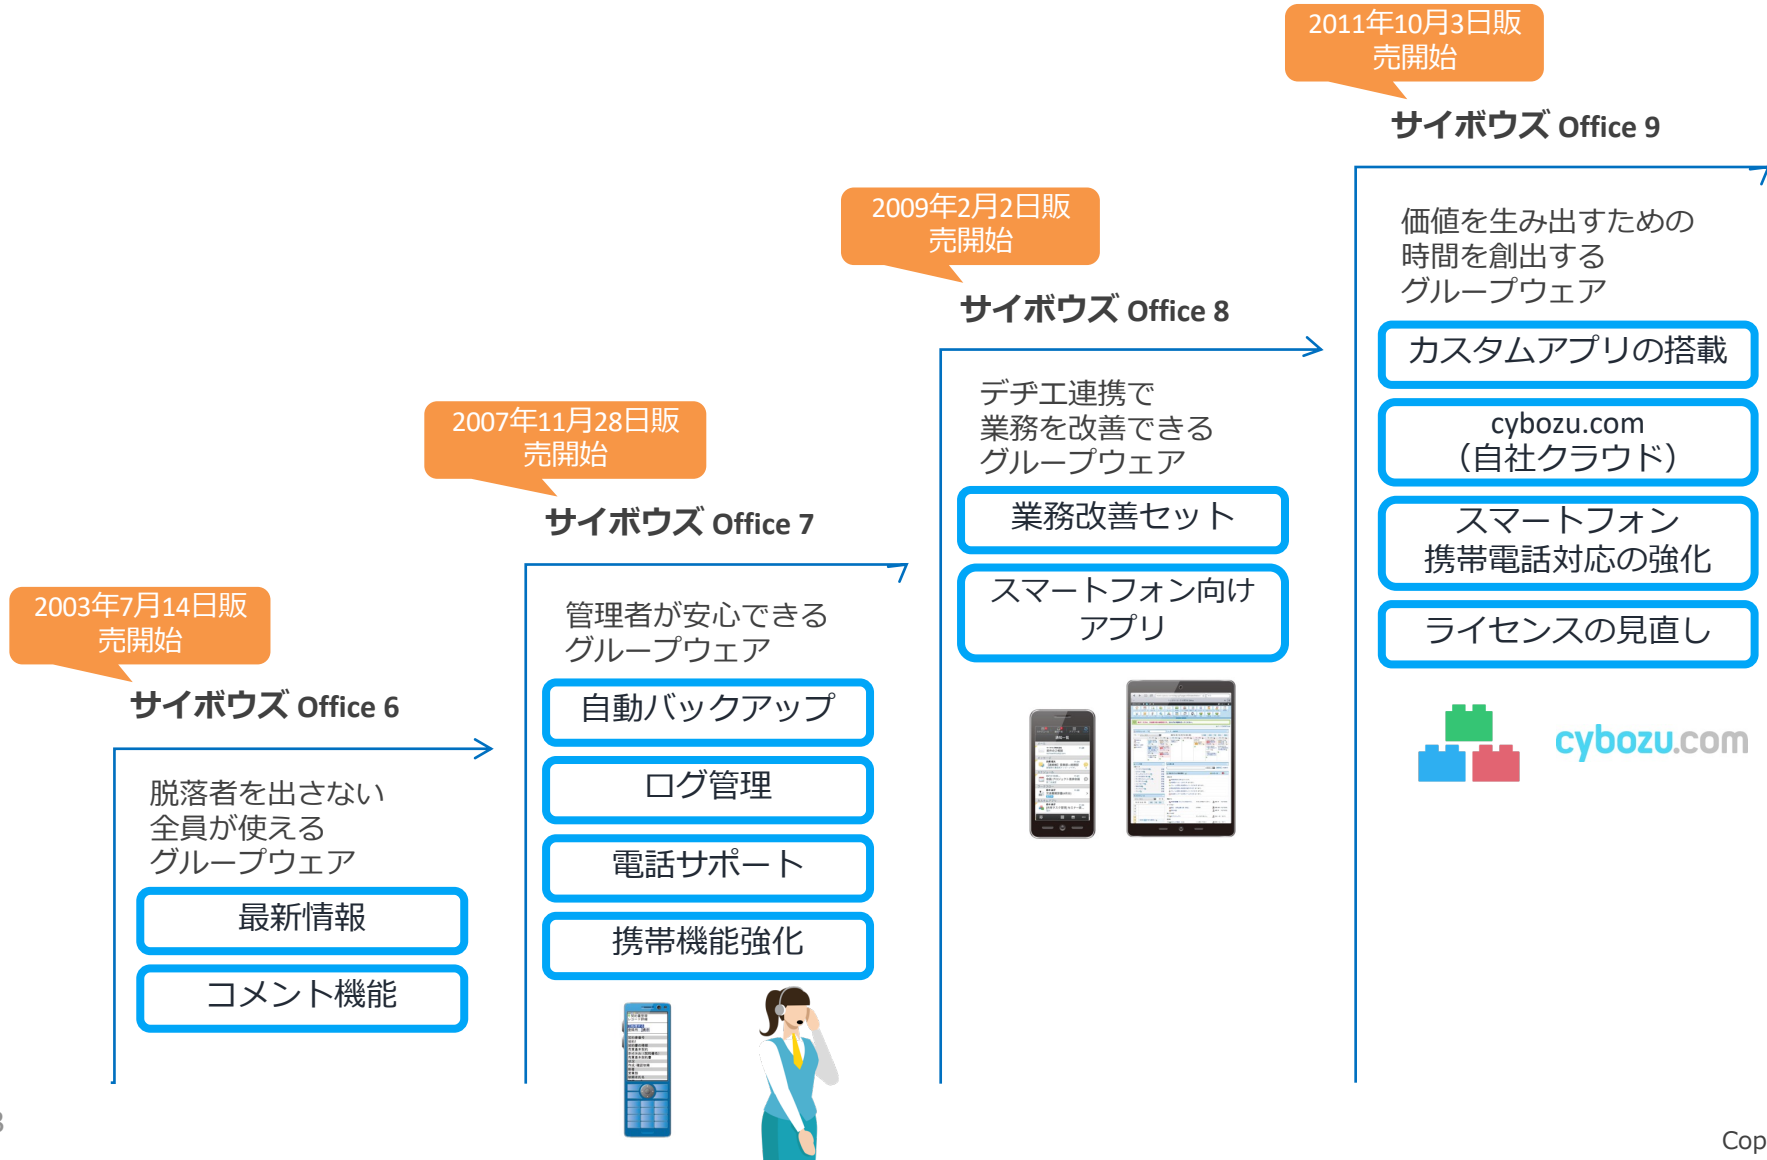 2003年7月14日販
売開始
サイボウズ Office 6
脱落者を出さない
全員が使える
グループウェア
最新情報
コメント機能
2007年11月28日販
売開始
サイボウズ Office 7
管理者が安心できる
グループウェア
自動バックアップ
ログ管理
電話サポート
携帯機能強化
2009年2月2日販
売開始
サイボウズ Office 8
デヂエ連携で
業務を改善できる
グループウェア
業務改善セット
スマートフォン向け
アプリ
2011年10月3日販
売開始
サイボウズ Office 9
価値を生み出すための
時間を創出する
グループウェア
カスタムアプリの搭載
cybozu.com
（自社クラウド）
スマートフォン
携帯電話対応の強化
ライセンスの見直し
cybozu.com
Cop